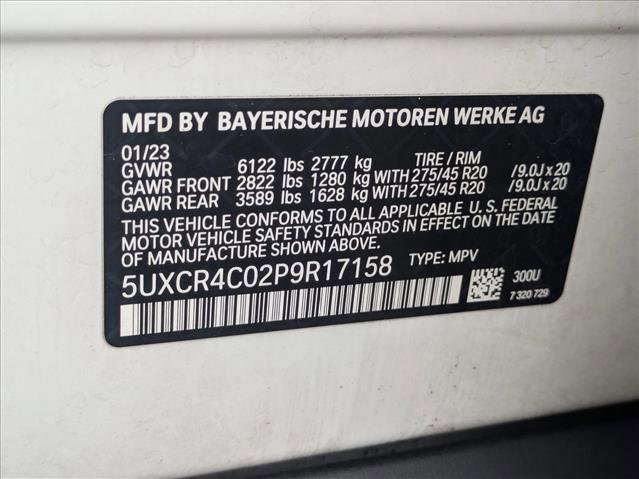 MFD BY BAYERISCHE MOTOREN WERKE AG
01/23 TIRE / RIM
GVWR 6122 lbs 2777 kg
GAWR FRONT 2822 lbs 1280 kg WITH 275/45 R20 /9.0J x 20
GAWR REAR 3589 lbs 1628 kg WITH 275/45 R20 /9.0J x 20
THIS VEHICLE CONFORMS TO ALL APPLICABLE U. S. FEDERAL
MOTOR VEHICLE SAFETY STANDARDS IN EFFECT ON THE DATE
OF MANUFACTURE SHOWN ABOVE.
5UXCR4C02P9R17158 TYPE: MPV
300U
7 320 729